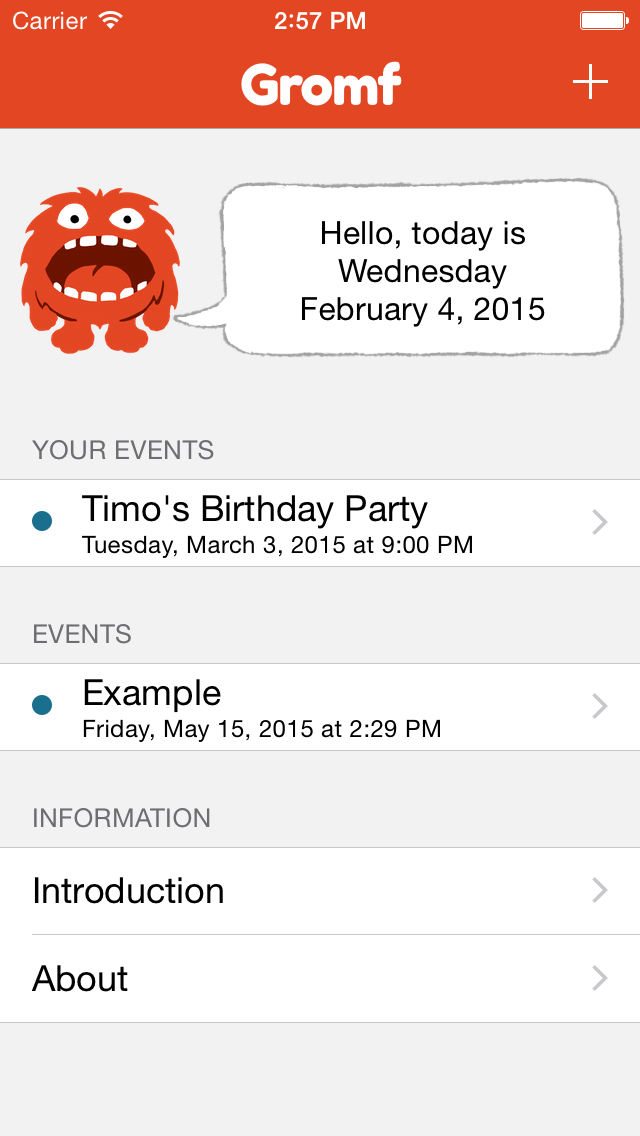 Carrier 2:57 PM
Gromf
Hello, today is
Wednesday
February 4, 2015
YOUR EVENTS
Timo's Birthday Party
Tuesday, March 3, 2015 at 9:00 PM
EVENTS
Example
Friday, May 15, 2015 at 2:29 PM
INFORMATION
Introduction
About